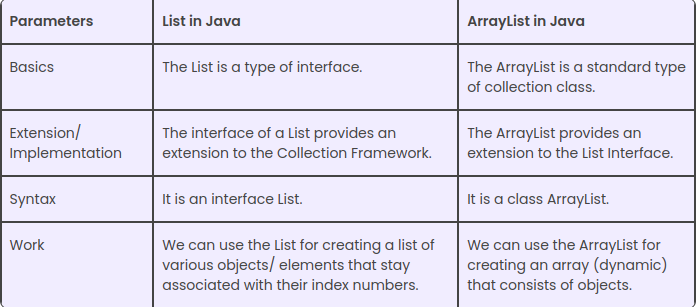 Parameters
List in Java
ArrayList in Java
Basics
The List is a type of interface.
The ArrayList is a standard type
of collection class.
Extension/
Implementation
The interface of a List provides an
extension to the Collection Framework.
The ArrayList provides an
extension to the List Interface.
Syntax
It is an interface List.
It is a class ArrayList.
Work
We can use the List for creating a list of
various objects/ elements that stay
associated with their index numbers.
We can use the ArrayList for
creating an array (dynamic)
that consists of objects.